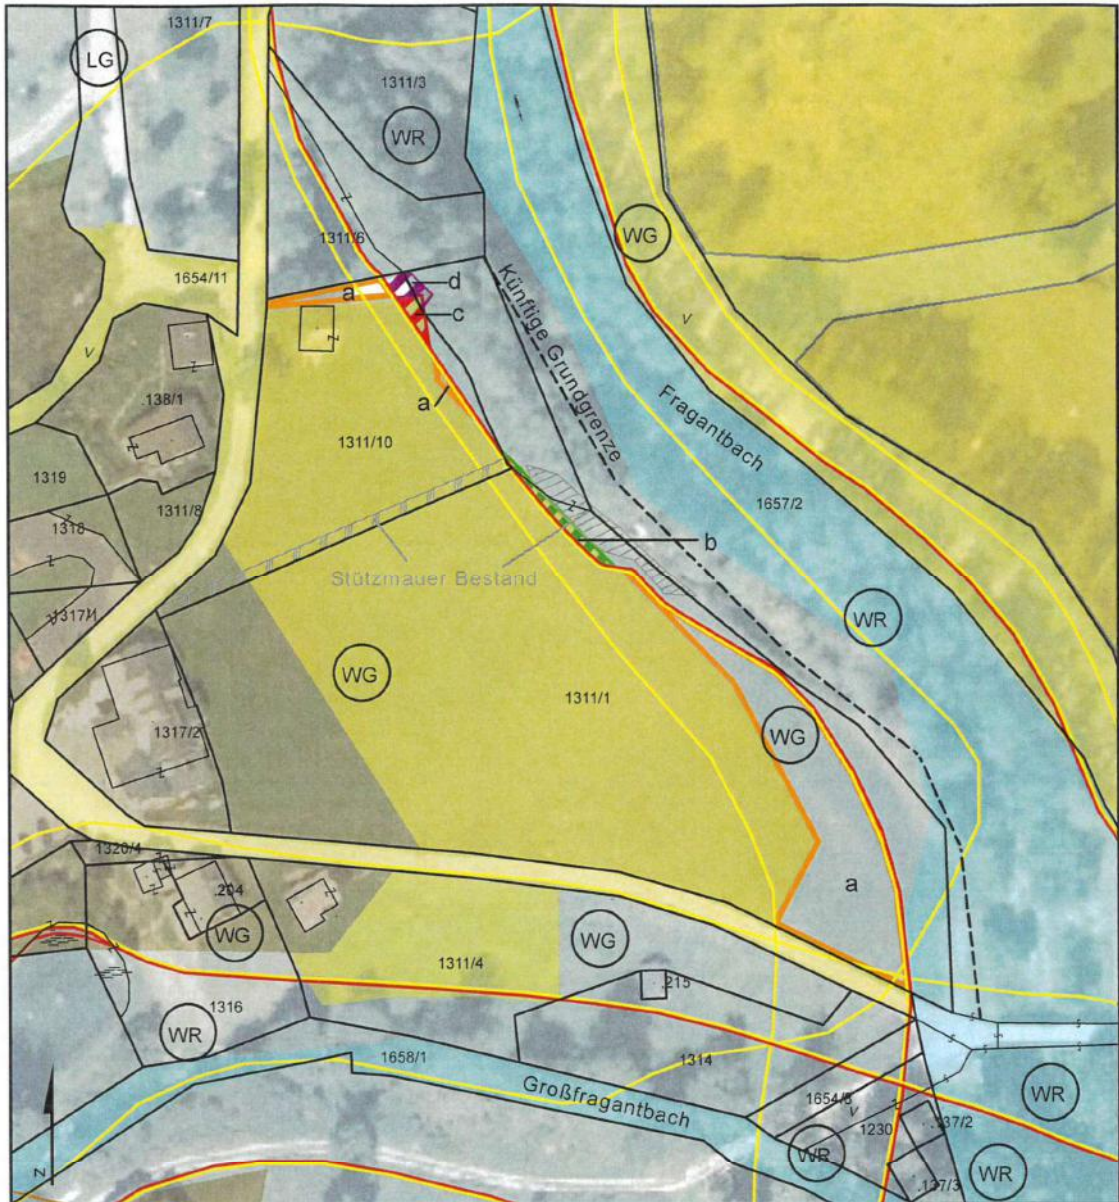 1311/7
LG
1311/3
WR
WG
1311/6
1654/11
a
d
c
Künftige Grundgrenze
v
v
.138/1
a
Fragantbach
1311/10
1319
1311/8
1318
1657/2
b
Stützmauer Bestand
1317/1
WR
WG
1311/1
1317/2
WG
1320/4
.204
a
WG
WG
1311/4
.215
1316
WR
1658/1
1314
Großfragantbach
1654/8
v
1230
.137/2
WR
WR
WR
.137/3
N